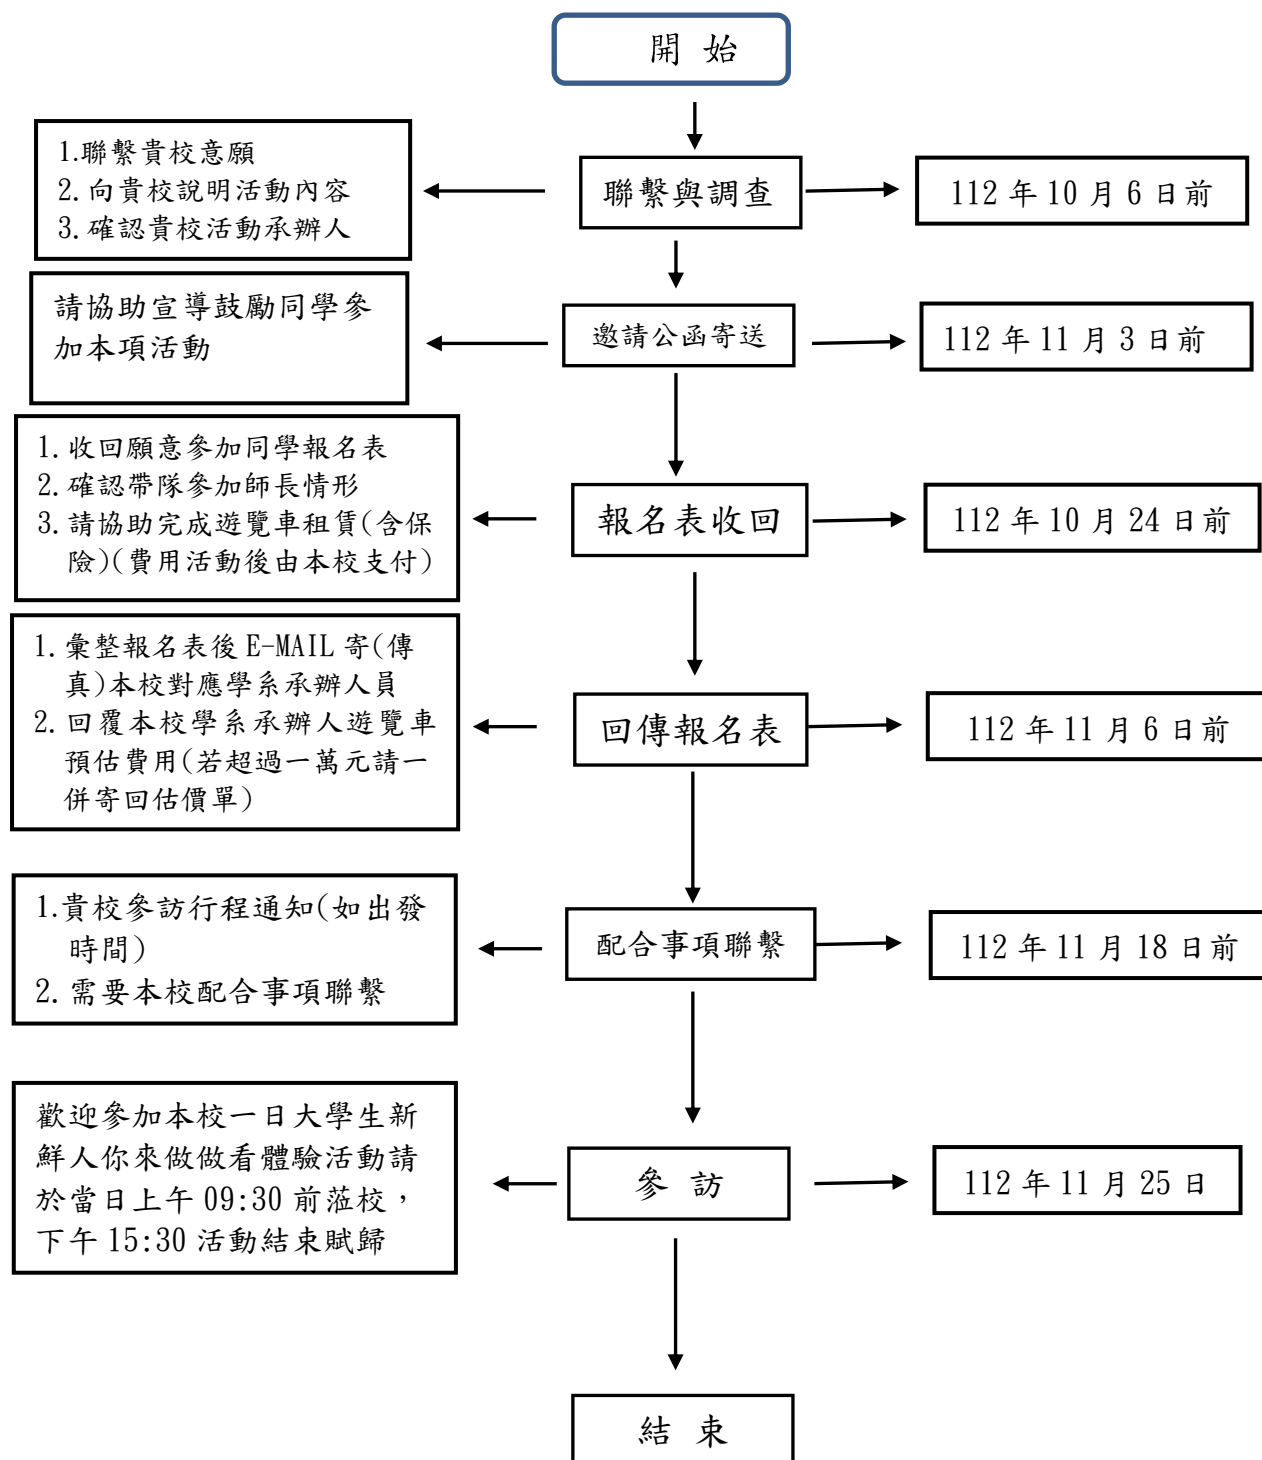 開 始
1.聯繫貴校意願
2.向貴校說明活動內容
3.確認貴校活動承辦人
聯繫與調查
112 年 10 月 6 日前
請協助宣導鼓勵同學參
加本項活動
邀請公函寄送
112 年 11 月 3 日前
1.收回願意參加同學報名表
2.確認帶隊參加師長情形
3.請協助完成遊覽車租賃(含保
險)(費用活動後由本校支付)
報名表收回
112 年 10 月 24 日前
1.彙整報名表後 E-MAIL 寄(傳
真)本校對應學系承辦人員
2.回覆本校學系承辦人遊覽車
預估費用(若超過一萬元請一
併寄回估價單)
回傳報名表
112 年 11 月 6 日前
1.貴校參訪行程通知(如出發
時間)
2.需要本校配合事項聯繫
配合事項聯繫
112 年 11 月 18 日前
歡迎參加本校一日大學生新
鮮人你來做做看體驗活動請
於當日上午 09:30 前蒞校，
下午 15:30 活動結束賦歸
參 訪
112 年 11 月 25 日
結 束